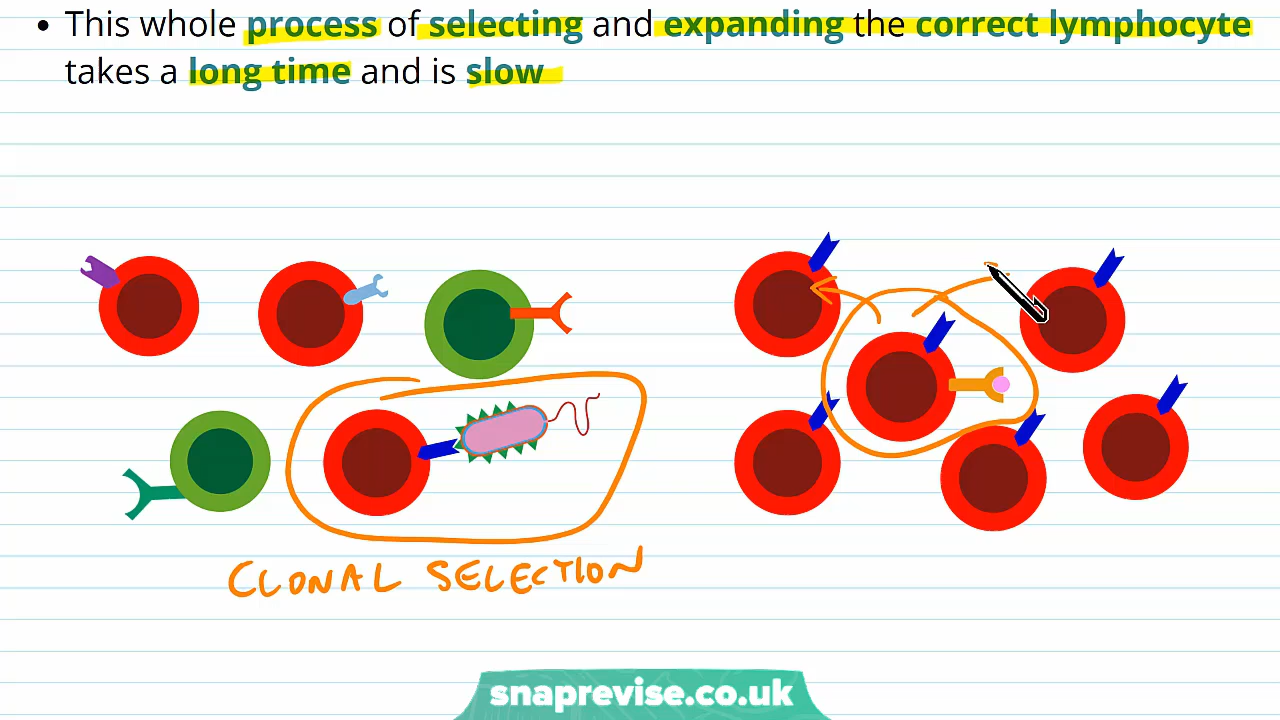 • This whole process of selecting and expanding the correct lymphocyte
takes a long time and is slow
CLONAL SELECTION
snaprevise.co.uk